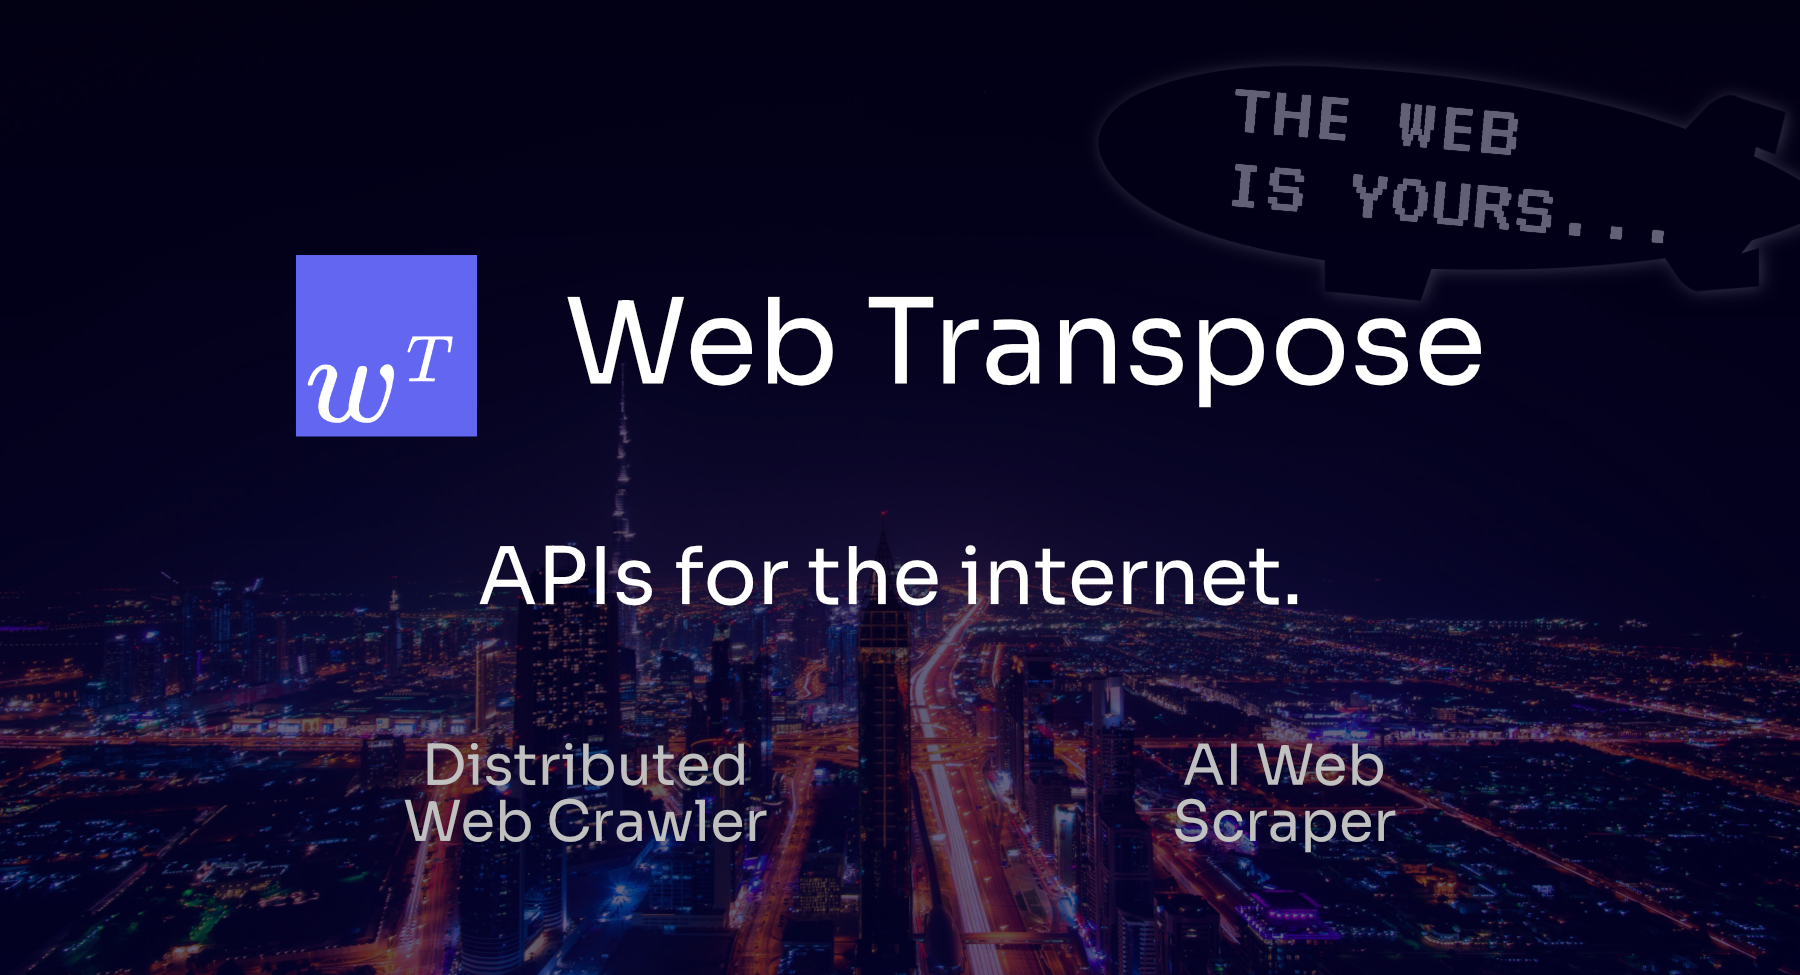 THE WEB
IS YOURS...
w^T
Web Transpose
APIs for the internet.
Distributed
Web Crawler
AI Web
Scraper